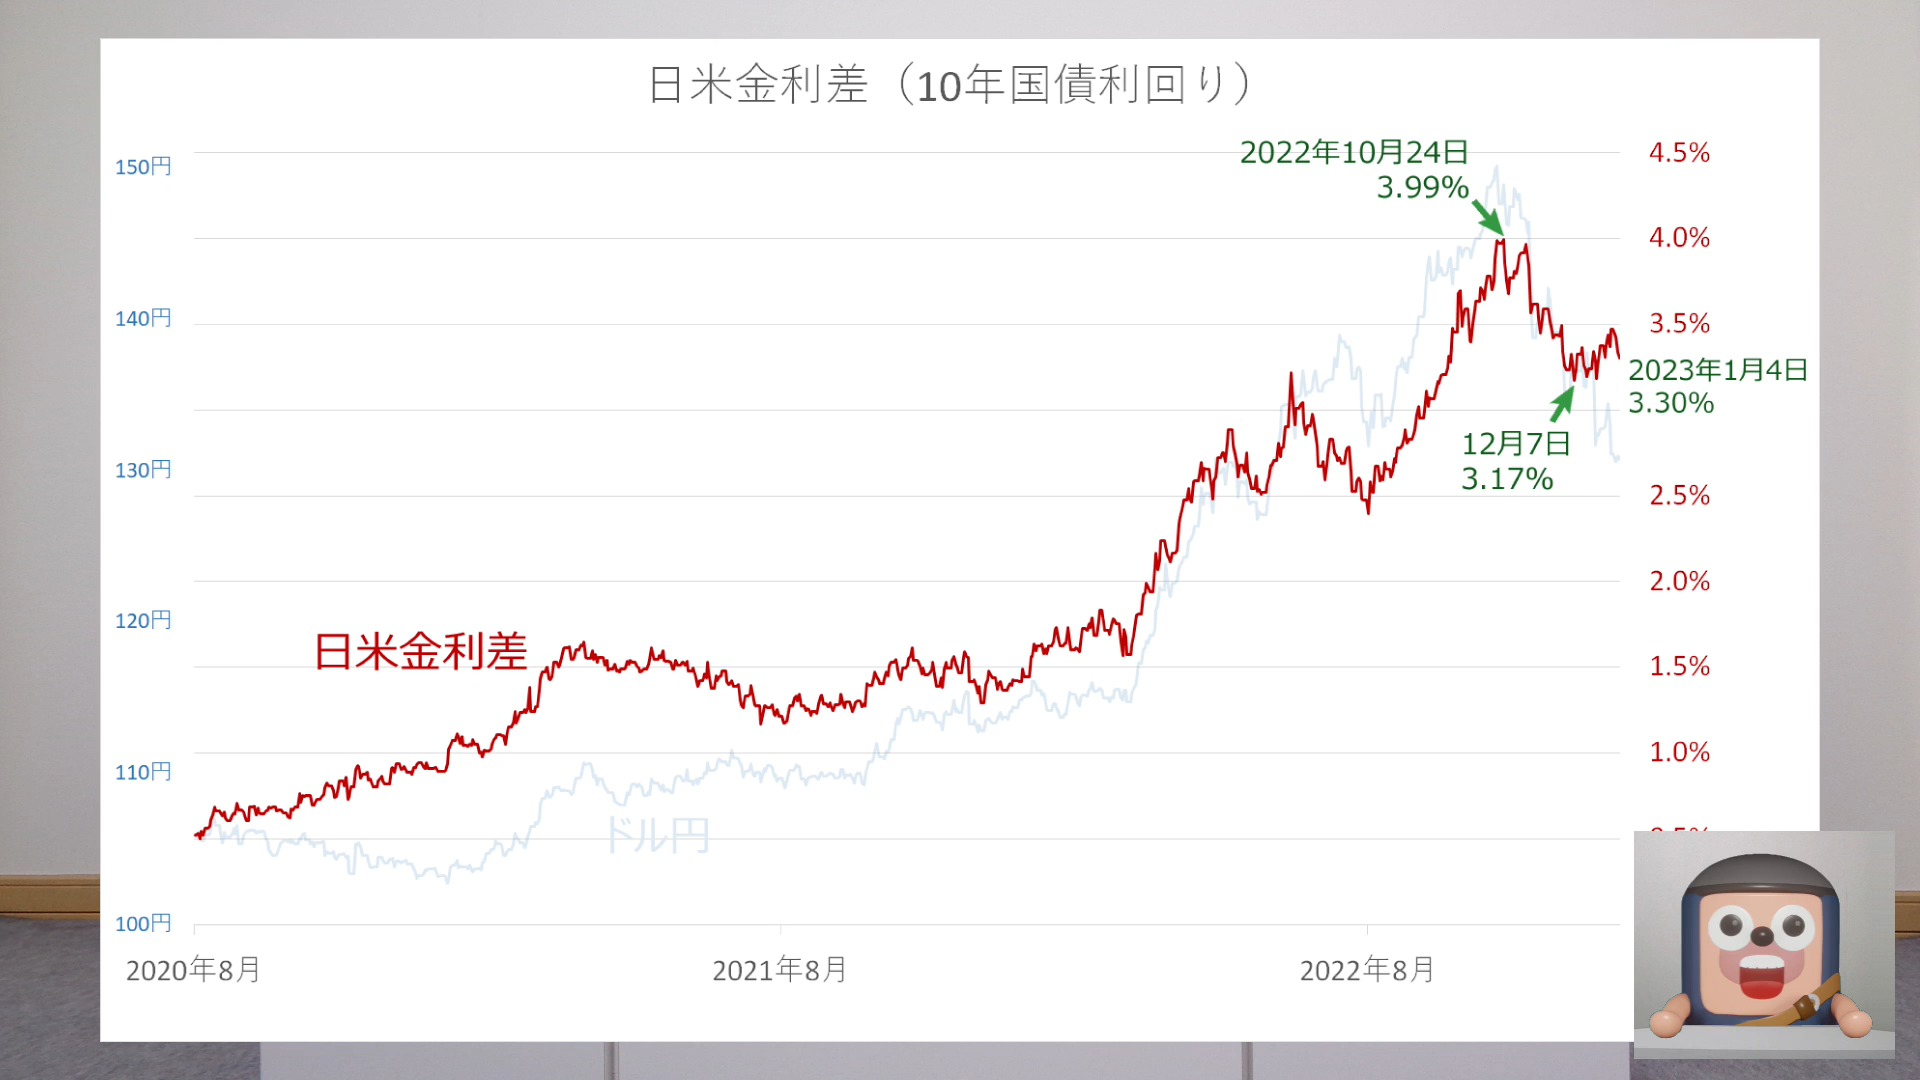 日米金利差（10年国債利回り）
2022年10月24日
3.99%
150円
140円
130円
120円
110円
100円
4.5%
4.0%
3.5%
2023年1月4日
3.30%
12月7日
3.17%
2.5%
2.0%
1.5%
1.0%
日米金利差
ドル円
2020年8月
2021年8月
2022年8月